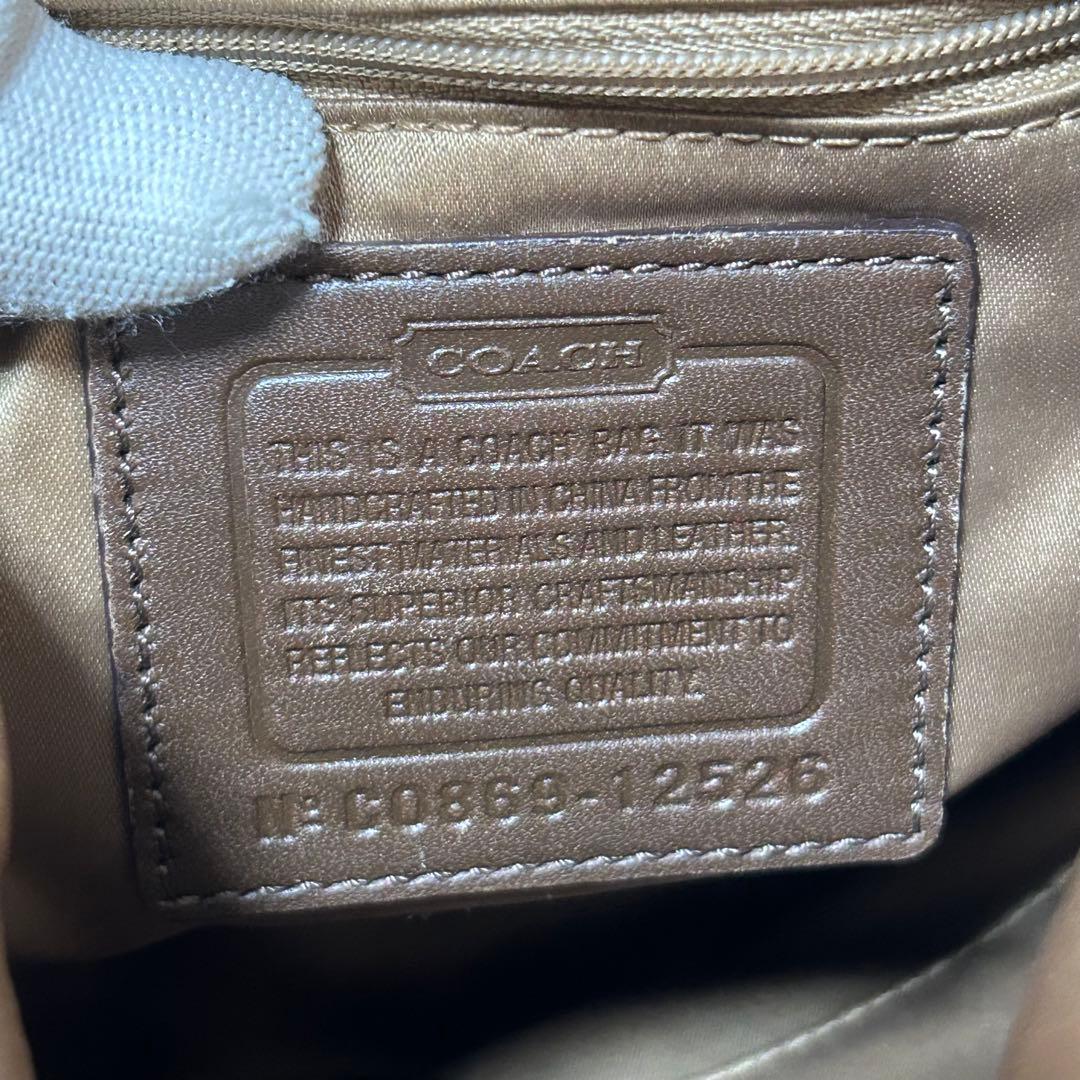 COACH
THIS IS A COACH BAG. IT WAS
HANDCRAFTED IN CHINA FROM THE
FINEST MATERIALS AND LEATHER.
ITS SUPERIOR CRAFTSMANSHIP
REFLECTS OUR COMMITMENT TO
ENDURING QUALITY.
Nº C0869-12526